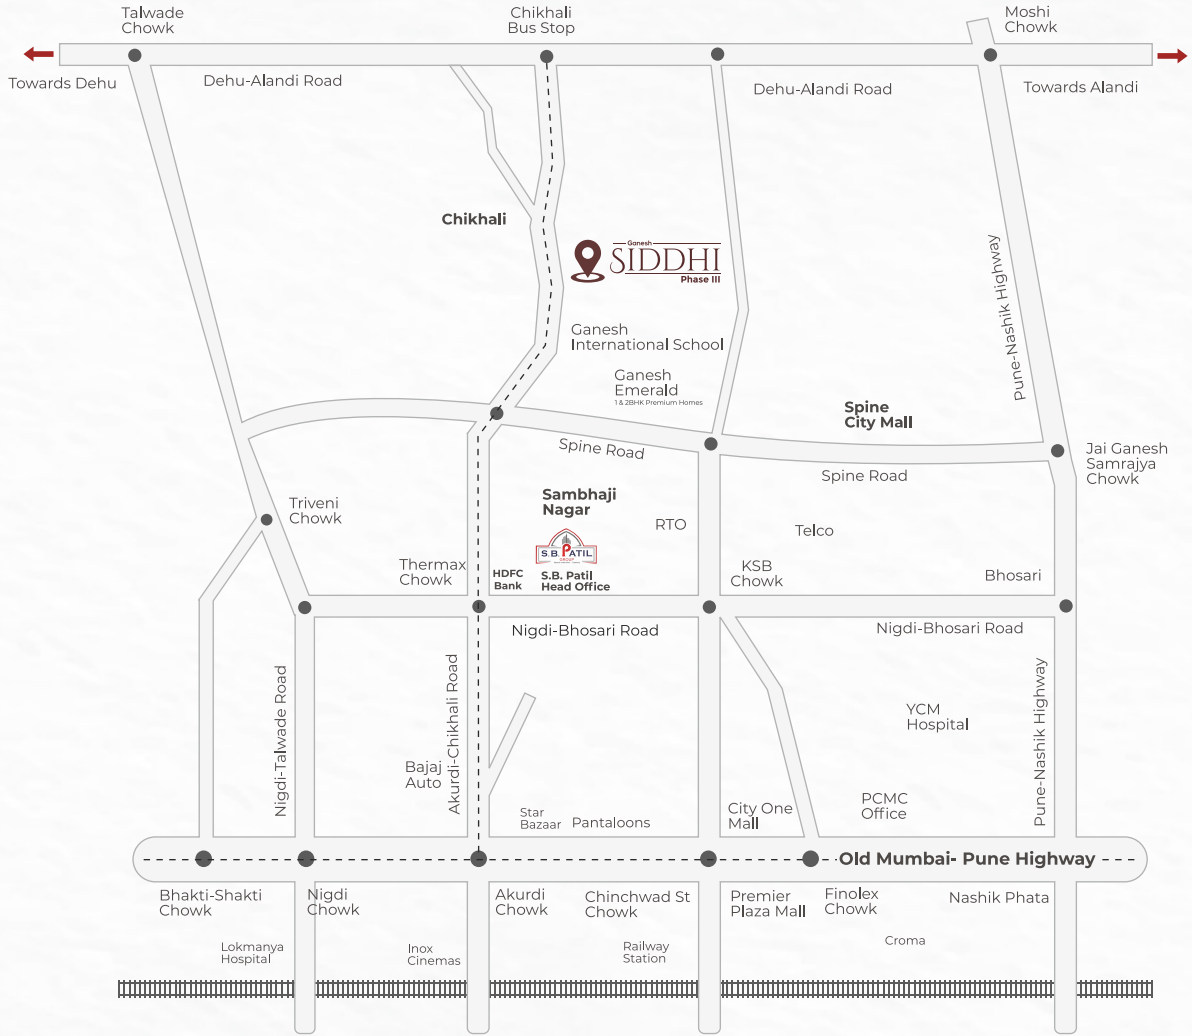 Talwade
Chowk
Chikhali
Bus Stop
Moshi
Chowk
Towards Dehu
Dehu-Alandi Road
Dehu-Alandi Road
Towards Alandi
Chikhali
Ganesh
SIDDHI
Phase III
Pune-Nashik Highway
Ganesh
International School
Ganesh
Emerald
1 & 2BHK Premium Homes
Spine
City Mall
Spine Road
Spine Road
Jai Ganesh
Samrajya
Chowk
Triveni
Chowk
Sambhaji
Nagar
RTO
Telco
S.B. PATIL
GROUP
Thermax
Chowk
HDFC
Bank
S.B. Patil
Head Office
KSB
Chowk
Bhosari
Nigdi-Bhosari Road
Nigdi-Bhosari Road
Nigdi-Talwade Road
Akurdi-Chikhali Road
Pune-Nashik Highway
YCM
Hospital
Bajaj
Auto
Star
Bazaar
Pantaloons
City One
Mall
PCMC
Office
Old Mumbai- Pune Highway
Bhakti-Shakti
Chowk
Nigdi
Chowk
Akurdi
Chowk
Chinchwad St
Chowk
Premier
Plaza Mall
Finolex
Chowk
Nashik Phata
Lokmanya
Hospital
Inox
Cinemas
Railway
Station
Croma